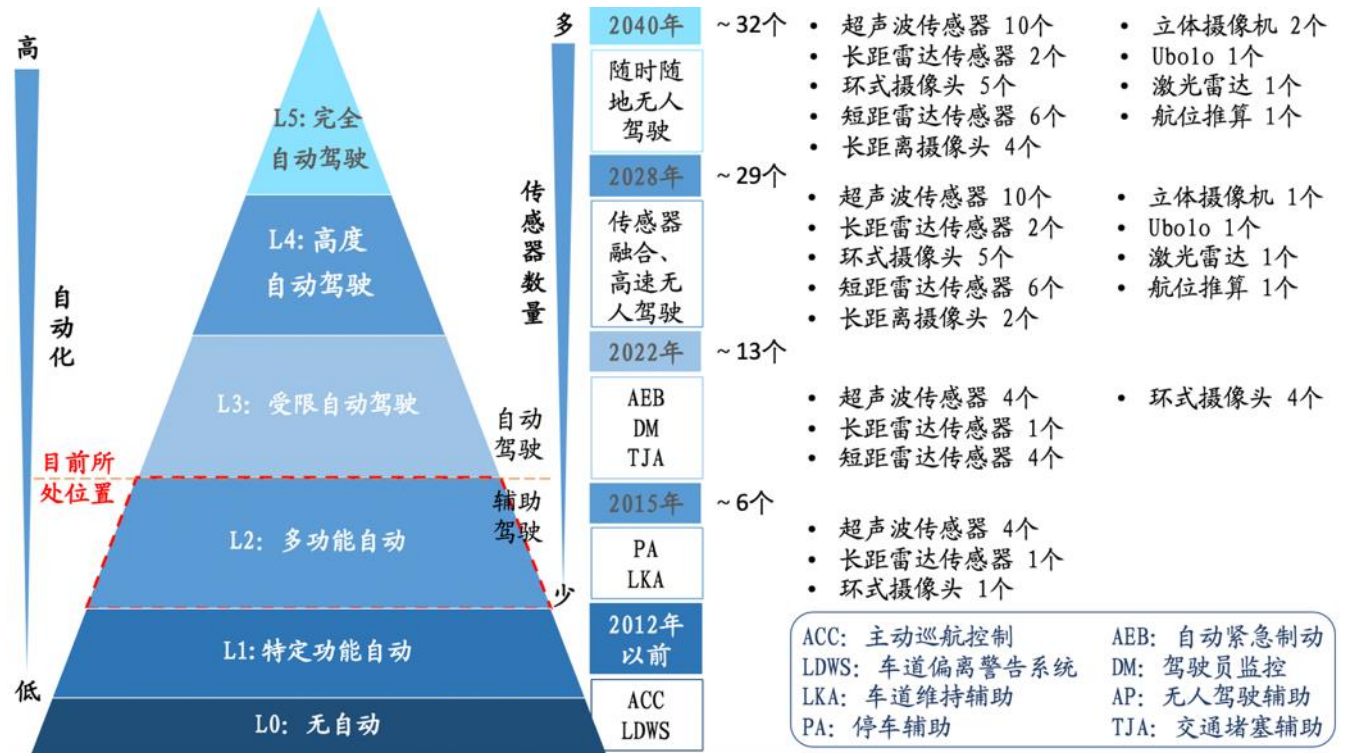 高
自动化
低
目前所
处位置
L5: 完全
自动驾驶
L4: 高度
自动驾驶
L3: 受限自动驾驶
L2: 多功能自动
L1: 特定功能自动
L0: 无自动
自动
驾驶
辅助
驾驶
多
传感器数量
少
2040年
随时随
地无人
驾驶
~32个
• 超声波传感器 10个
• 长距雷达传感器 2个
• 环式摄像头 5个
• 短距雷达传感器 6个
• 长距离摄像头 4个
• 立体摄像机 2个
• Ubolo 1个
• 激光雷达 1个
• 航位推算 1个
2028年
传感器
融合、
高速无
人驾驶
~29个
• 超声波传感器 10个
• 长距雷达传感器 2个
• 环式摄像头 5个
• 短距雷达传感器 6个
• 长距离摄像头 2个
• 立体摄像机 1个
• Ubolo 1个
• 激光雷达 1个
• 航位推算 1个
2022年
AEB
DM
TJA
~13个
• 超声波传感器 4个
• 长距雷达传感器 1个
• 短距雷达传感器 4个
• 环式摄像头 4个
2015年
PA
LKA
~6个
• 超声波传感器 4个
• 长距雷达传感器 1个
• 环式摄像头 1个
2012年
以前
ACC
LDWS
ACC: 主动巡航控制
LDWS: 车道偏离警告系统
LKA: 车道维持辅助
PA: 停车辅助
AEB: 自动紧急制动
DM: 驾驶员监控
AP: 无人驾驶辅助
TJA: 交通堵塞辅助